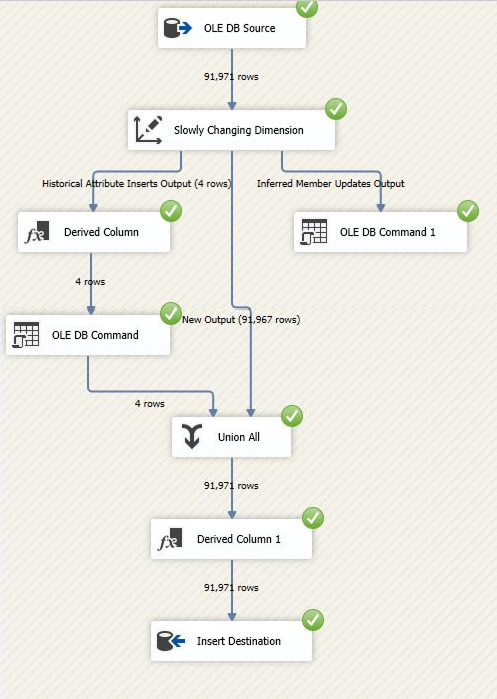 OLE DB Source
91,971 rows
Slowly Changing Dimension
Historical Attribute Inserts Output (4 rows)
Inferred Member Updates Output
Derived Column
OLE DB Command 1
4 rows
New Output (91,967 rows)
OLE DB Command
4 rows
Union All
91,971 rows
Derived Column 1
91,971 rows
Insert Destination